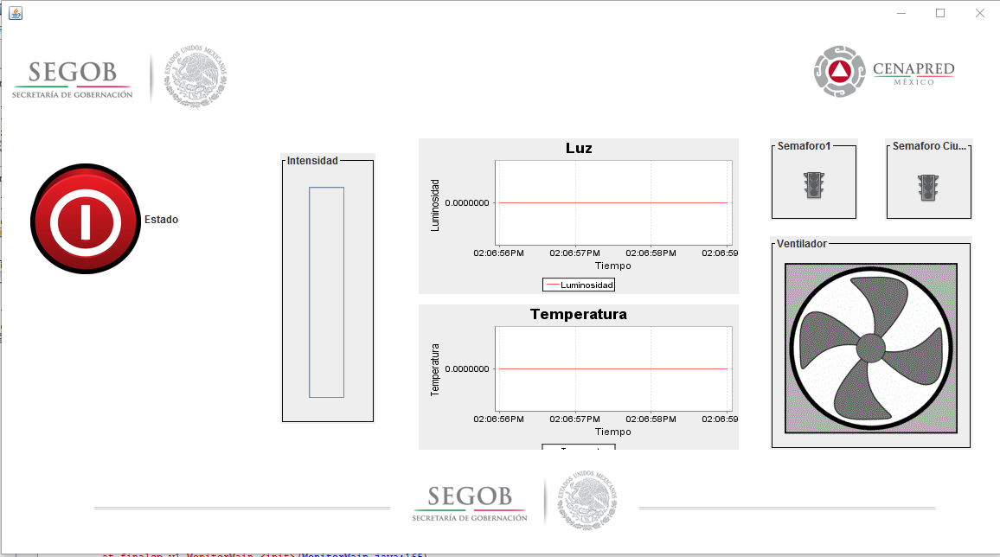 SEGOB
SECRETARÍA DE GOBERNACIÓN
ESTADOS UNIDOS MEXICANOS
CENAPRED
MÉXICO
Estado
Intensidad
Luz
Luminosidad
0.0000000
02:06:56PM 02:06:57PM 02:06:58PM 02:06:59
Tiempo
Luminosidad
Temperatura
Temperatura
0.0000000
02:06:56PM 02:06:57PM 02:06:58PM 02:06:59
Tiempo
Semaforo1
Semaforo Ciu...
Ventilador
SEGOB
SECRETARÍA DE GOBERNACIÓN
ESTADOS UNIDOS MEXICANOS